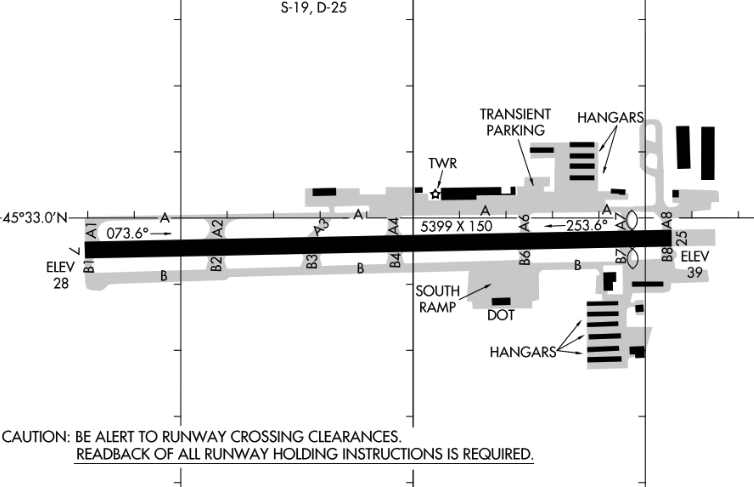 S-19, D-25
TRANSIENT
PARKING
HANGARS
TWR
45°33.0'N
A
A
A
A
A1
A2
A3
A4
A6
A7
A8
073.6°
5399 X 150
253.6°
7
25
B1
B2
B3
B4
B6
B7
B8
ELEV
28
ELEV
39
B
B
B
SOUTH
RAMP
DOT
HANGARS
CAUTION: BE ALERT TO RUNWAY CROSSING CLEARANCES.
READBACK OF ALL RUNWAY HOLDING INSTRUCTIONS IS REQUIRED.